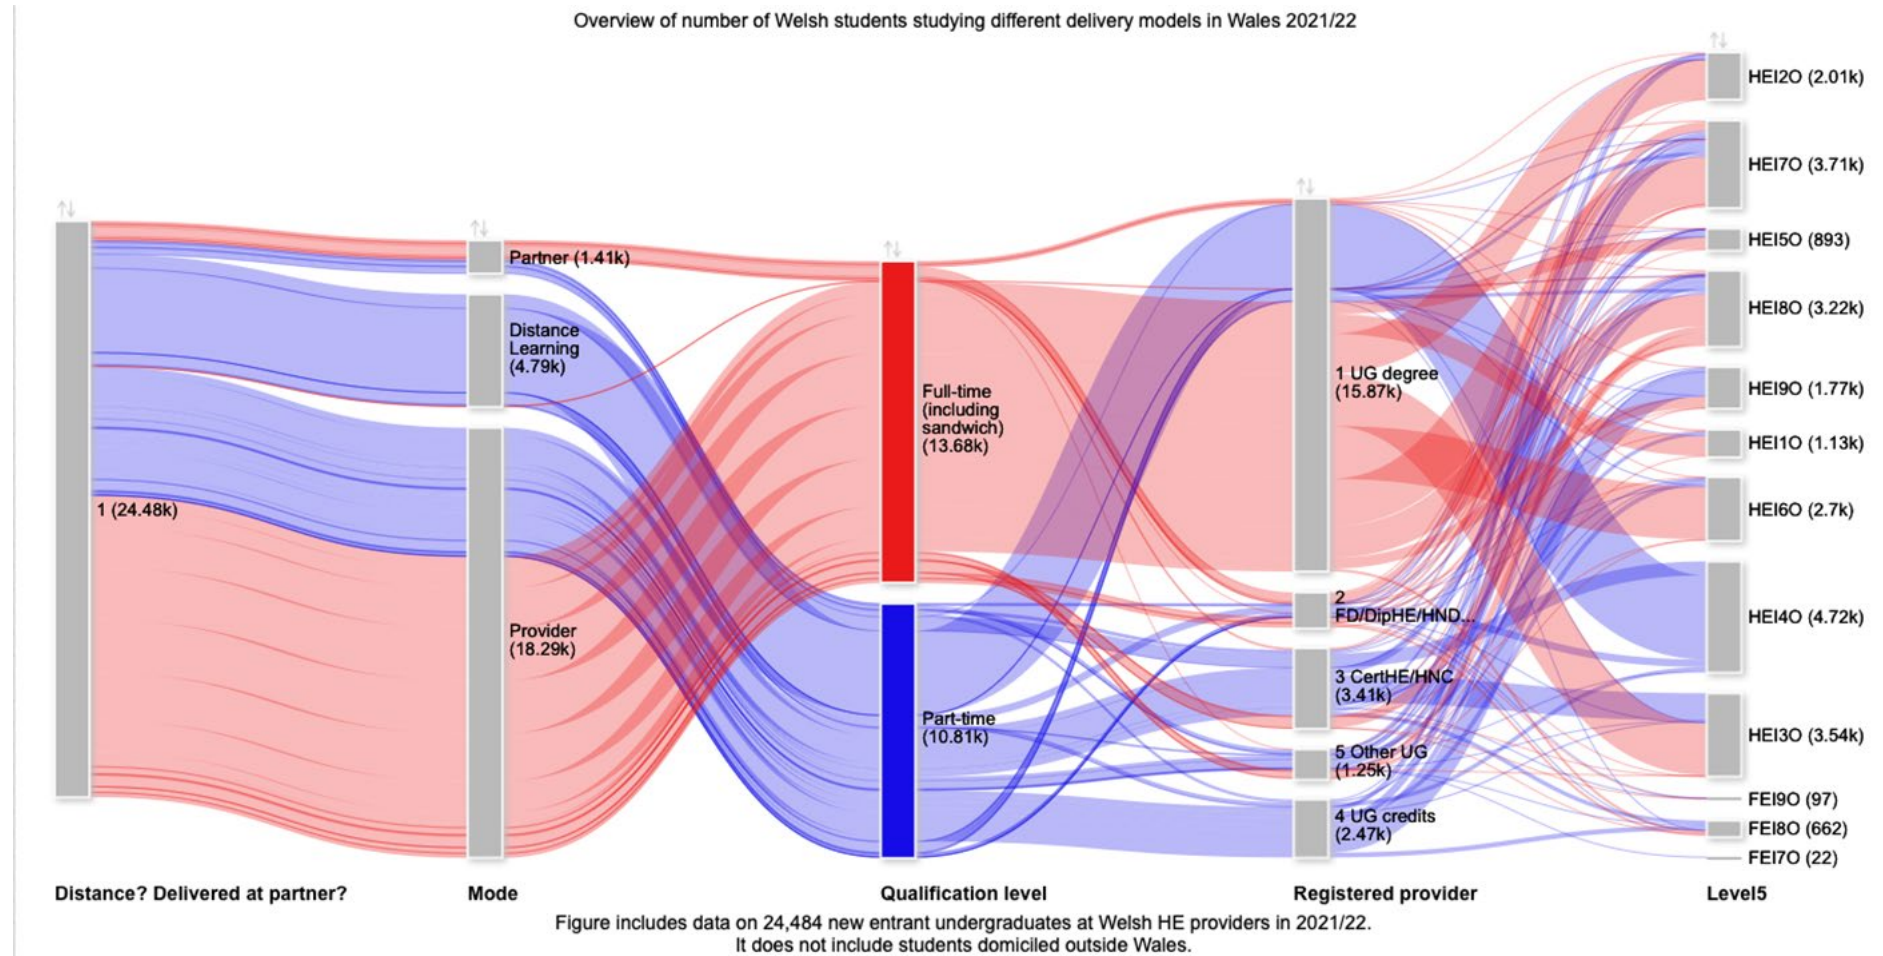 Overview of number of Welsh students studying different delivery models in Wales 2021/22
1 (24.48k)
Partner (1.41k)
Distance
Learning
(4.79k)
Provider
(18.29k)
Full-time
(including
sandwich)
(13.68k)
Part-time
(10.81k)
1 UG degree
(15.87k)
2
FD/DipHE/HND...
3 CertHE/HNC
(3.41k)
5 Other UG
(1.25k)
4 UG credits
(2.47k)
HEI2O (2.01k)
HEI7O (3.71k)
HEI5O (893)
HEI8O (3.22k)
HEI9O (1.77k)
HEI1O (1.13k)
HEI6O (2.7k)
HEI4O (4.72k)
HEI3O (3.54k)
FEI9O (97)
FEI8O (662)
FEI7O (22)
Distance? Delivered at partner?
Mode
Qualification level
Registered provider
Level5
Figure includes data on 24,484 new entrant undergraduates at Welsh HE providers in 2021/22.
It does not include students domiciled outside Wales.